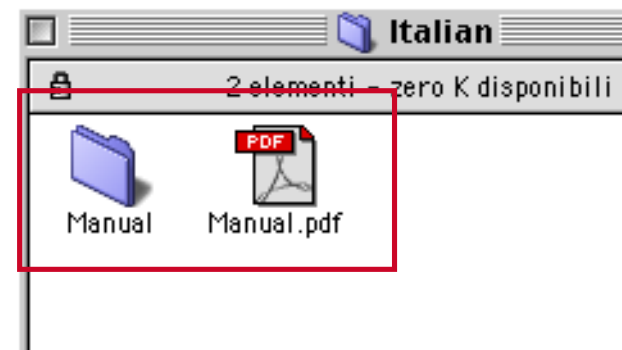 Italian
2 elementi - zero K disponibili
PDF
Manual
Manual.pdf